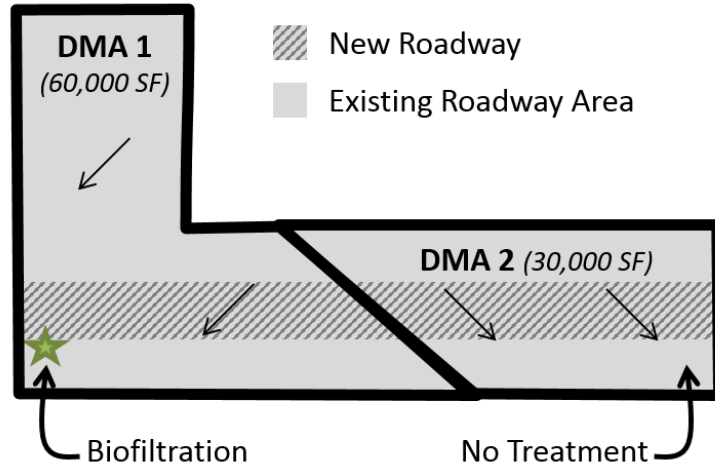 DMA 1
(60,000 SF)
New Roadway
Existing Roadway Area
DMA 2 (30,000 SF)
Biofiltration
No Treatment